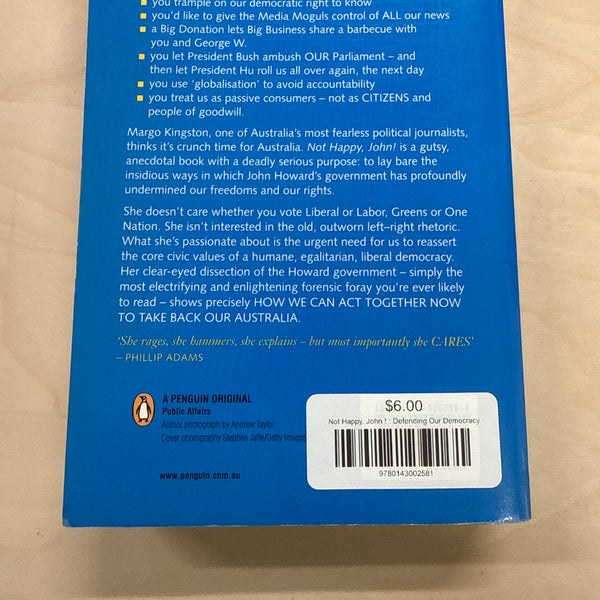 you trample on our democratic right to know
you'd like to give the Media Moguls control of ALL our news
a Big Donation lets Big Business share a barbecue with
you and George W.
you let President Bush ambush OUR Parliament – and
then let President Hu roll us all over again, the next day
you use 'globalisation' to avoid accountability
you treat us as passive consumers – not as CITIZENS and
people of goodwill.
Margo Kingston, one of Australia's most fearless political journalists,
thinks it's crunch time for Australia. Not Happy, John! is a gutsy,
anecdotal book with a deadly serious purpose: to lay bare the
insidious ways in which John Howard's government has profoundly
undermined our freedoms and our rights.
She doesn't care whether you vote Liberal or Labor, Greens or One
Nation. She isn't interested in the old, outworn left–right rhetoric.
What she's passionate about is the urgent need for us to reassert
the core civic values of a humane, egalitarian, liberal democracy.
Her clear-eyed dissection of the Howard government – simply the
most electrifying and enlightening forensic foray you're ever likely
to read – shows precisely HOW WE CAN ACT TOGETHER NOW
TO TAKE BACK OUR AUSTRALIA.
'She rages, she hammers, she explains – but most importantly she CARES'
– PHILLIP ADAMS
A PENGUIN ORIGINAL
Public Affairs
Author photograph by Andrew Taylor
Cover photography Stephen Jaffe/Getty Images
www.penguin.com.au
$6.00
Not Happy, John ! : Defending Our Democracy
9780143002581